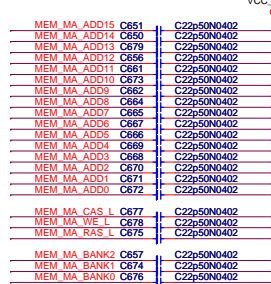 MEM_MA_ADD15 C651 C22p50N0402
MEM_MA_ADD14 C650 C22p50N0402
MEM_MA_ADD13 C679 C22p50N0402
MEM_MA_ADD12 C656 C22p50N0402
MEM_MA_ADD11 C661 C22p50N0402
MEM_MA_ADD10 C673 C22p50N0402
MEM_MA_ADD9 C662 C22p50N0402
MEM_MA_ADD8 C664 C22p50N0402
MEM_MA_ADD7 C665 C22p50N0402
MEM_MA_ADD6 C667 C22p50N0402
MEM_MA_ADD5 C666 C22p50N0402
MEM_MA_ADD4 C669 C22p50N0402
MEM_MA_ADD3 C668 C22p50N0402
MEM_MA_ADD2 C670 C22p50N0402
MEM_MA_ADD1 C671 C22p50N0402
MEM_MA_ADD0 C672 C22p50N0402
MEM_MA_CAS_L C677 C22p50N0402
MEM_MA_WE_L C678 C22p50N0402
MEM_MA_RAS_L C675 C22p50N0402
MEM_MA_BANK2 C657 C22p50N0402
MEM_MA_BANK1 C674 C22p50N0402
MEM_MA_BANK0 C676 C22p50N0402